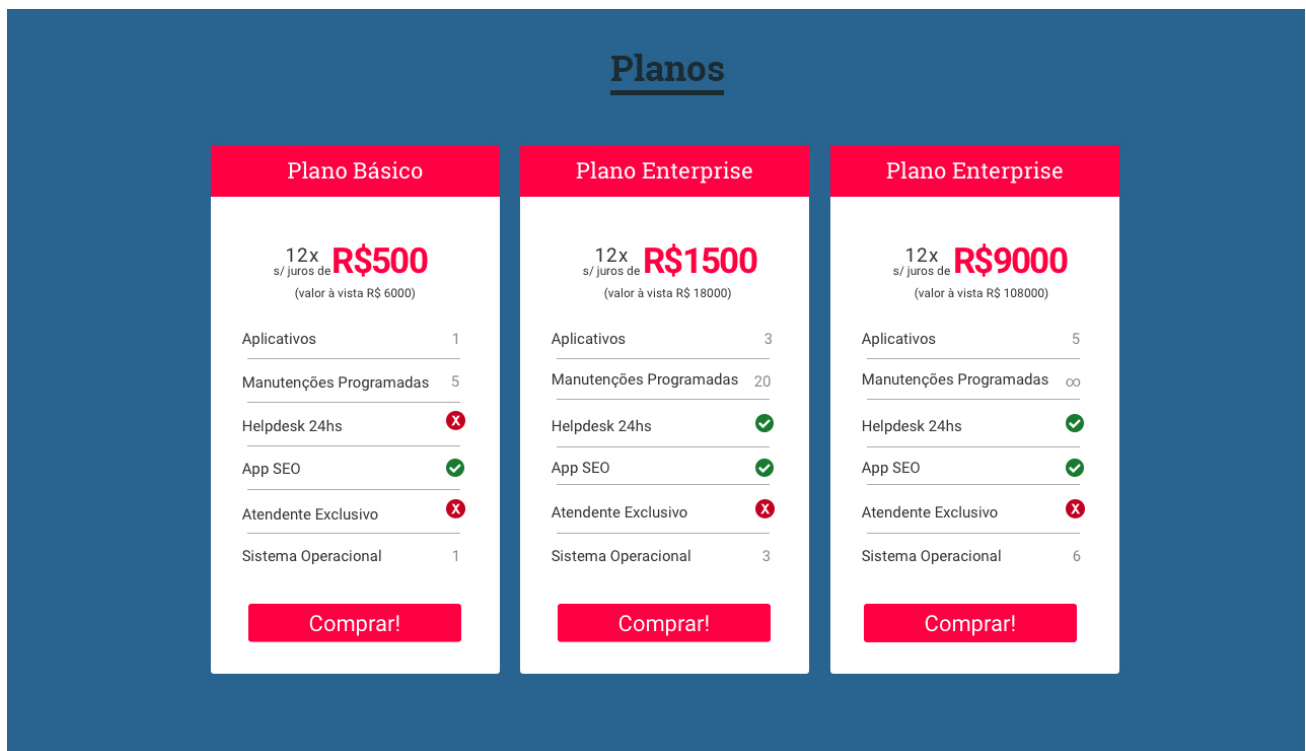 Planos
Plano Básico
12x
s/ juros de R$500
(valor à vista R$ 6000)
Aplicativos 1
Manutenções Programadas 5
Helpdesk 24hs X
App SEO
Atendente Exclusivo X
Sistema Operacional 1
Comprar!
Plano Enterprise
12x
s/ juros de R$1500
(valor à vista R$ 18000)
Aplicativos 3
Manutenções Programadas 20
Helpdesk 24hs
App SEO
Atendente Exclusivo X
Sistema Operacional 3
Comprar!
Plano Enterprise
12x
s/ juros de R$9000
(valor à vista R$ 108000)
Aplicativos 5
Manutenções Programadas ∞
Helpdesk 24hs
App SEO
Atendente Exclusivo X
Sistema Operacional 6
Comprar!